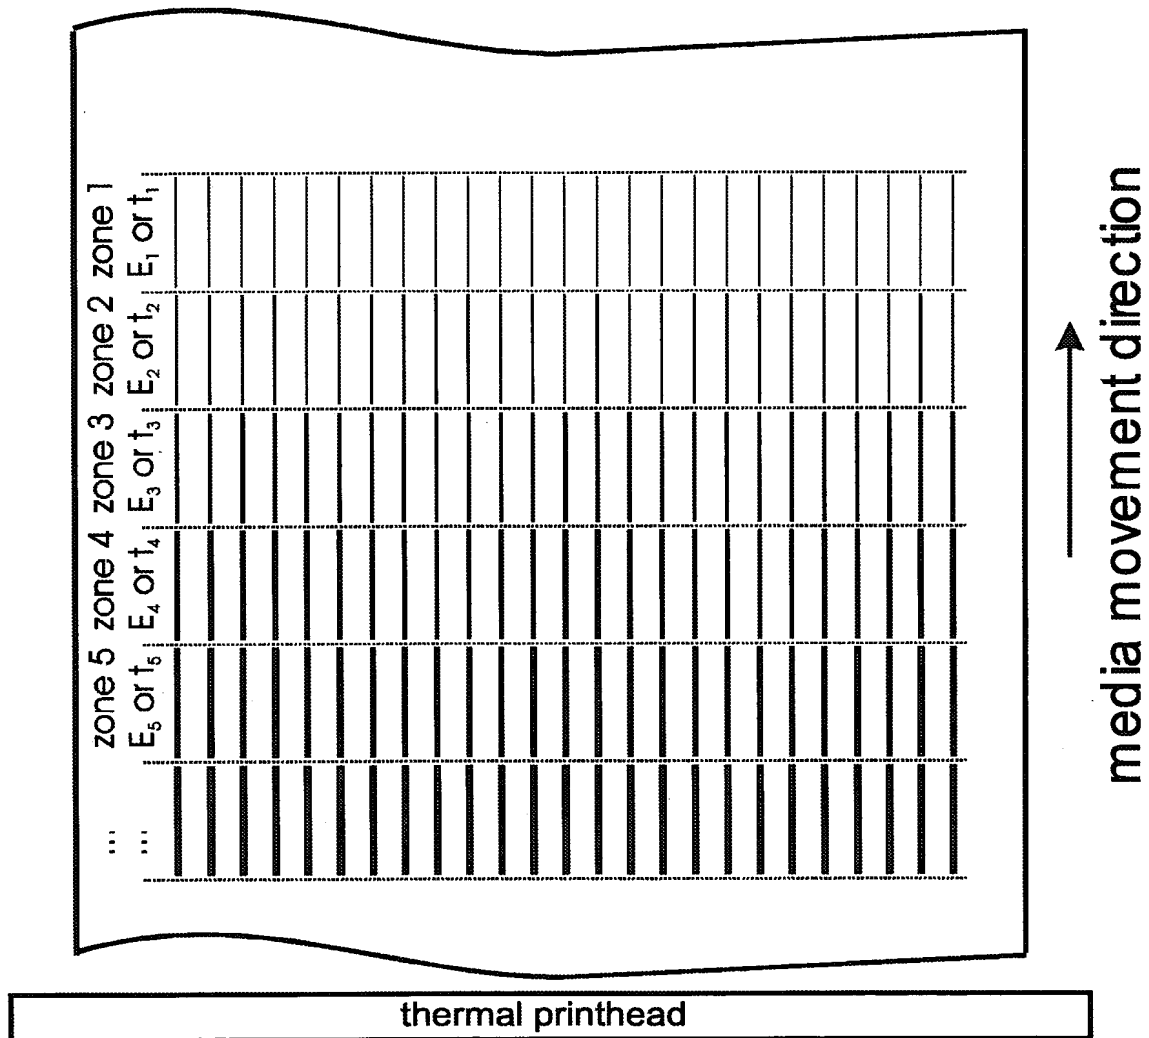 zone 1
E₁ or t₁
zone 2
E₂ or t₂
zone 3
E₃ or t₃
zone 4
E₄ or t₄
zone 5
E₅ or t₅
...
...
media movement direction
thermal printhead